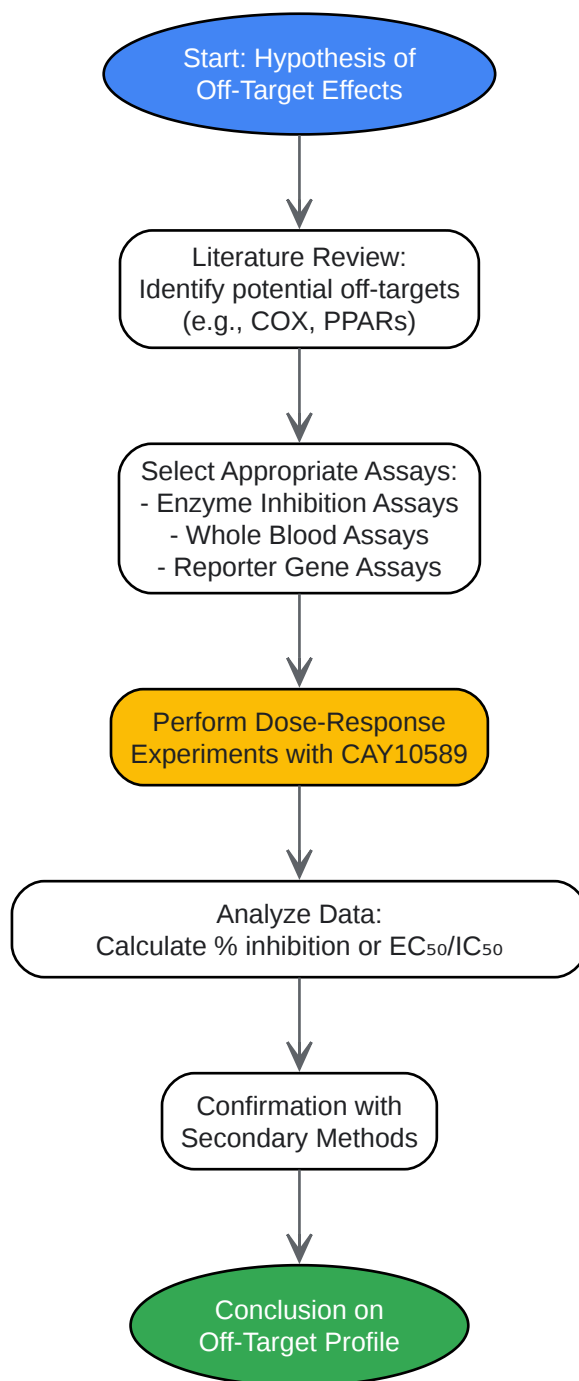 Start: Hypothesis of
Off-Target Effects
Literature Review:
Identify potential off-targets
(e.g., COX, PPARs)
Select Appropriate Assays:
- Enzyme Inhibition Assays
- Whole Blood Assays
- Reporter Gene Assays
Perform Dose-Response
Experiments with CAY10589
Analyze Data:
Calculate % inhibition or EC₅₀/IC₅₀
Confirmation with
Secondary Methods
Conclusion on
Off-Target Profile